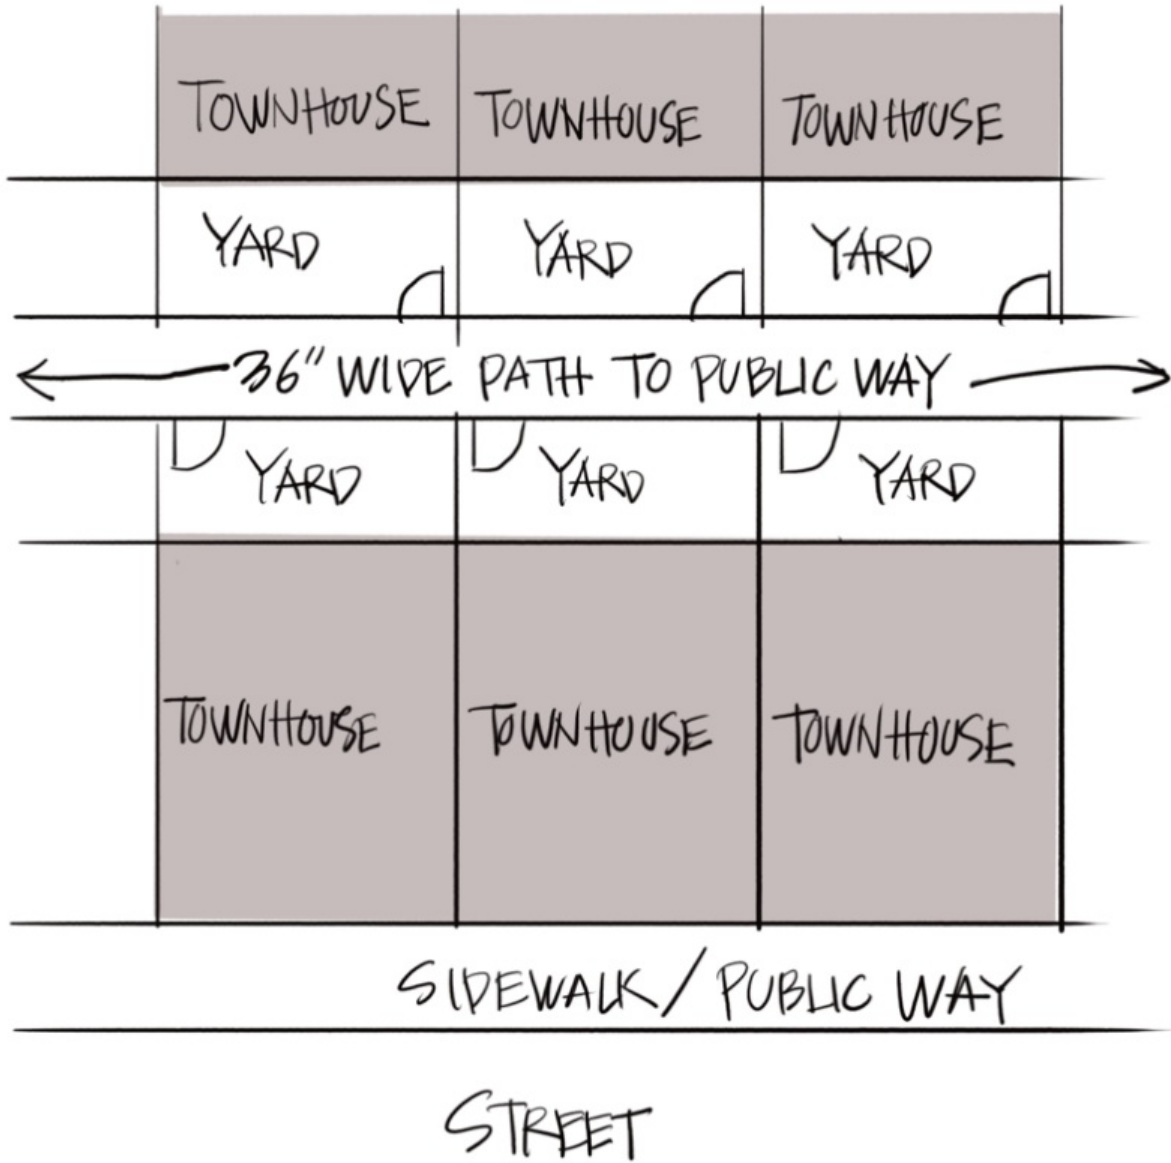 TOWNHOUSE TOWNHOUSE TOWNHOUSE
YARD YARD YARD
36" WIDE PATH TO PUBLIC WAY
YARD YARD YARD
TOWNHOUSE TOWNHOUSE TOWNHOUSE
SIDEWALK/PUBLIC WAY
STREET